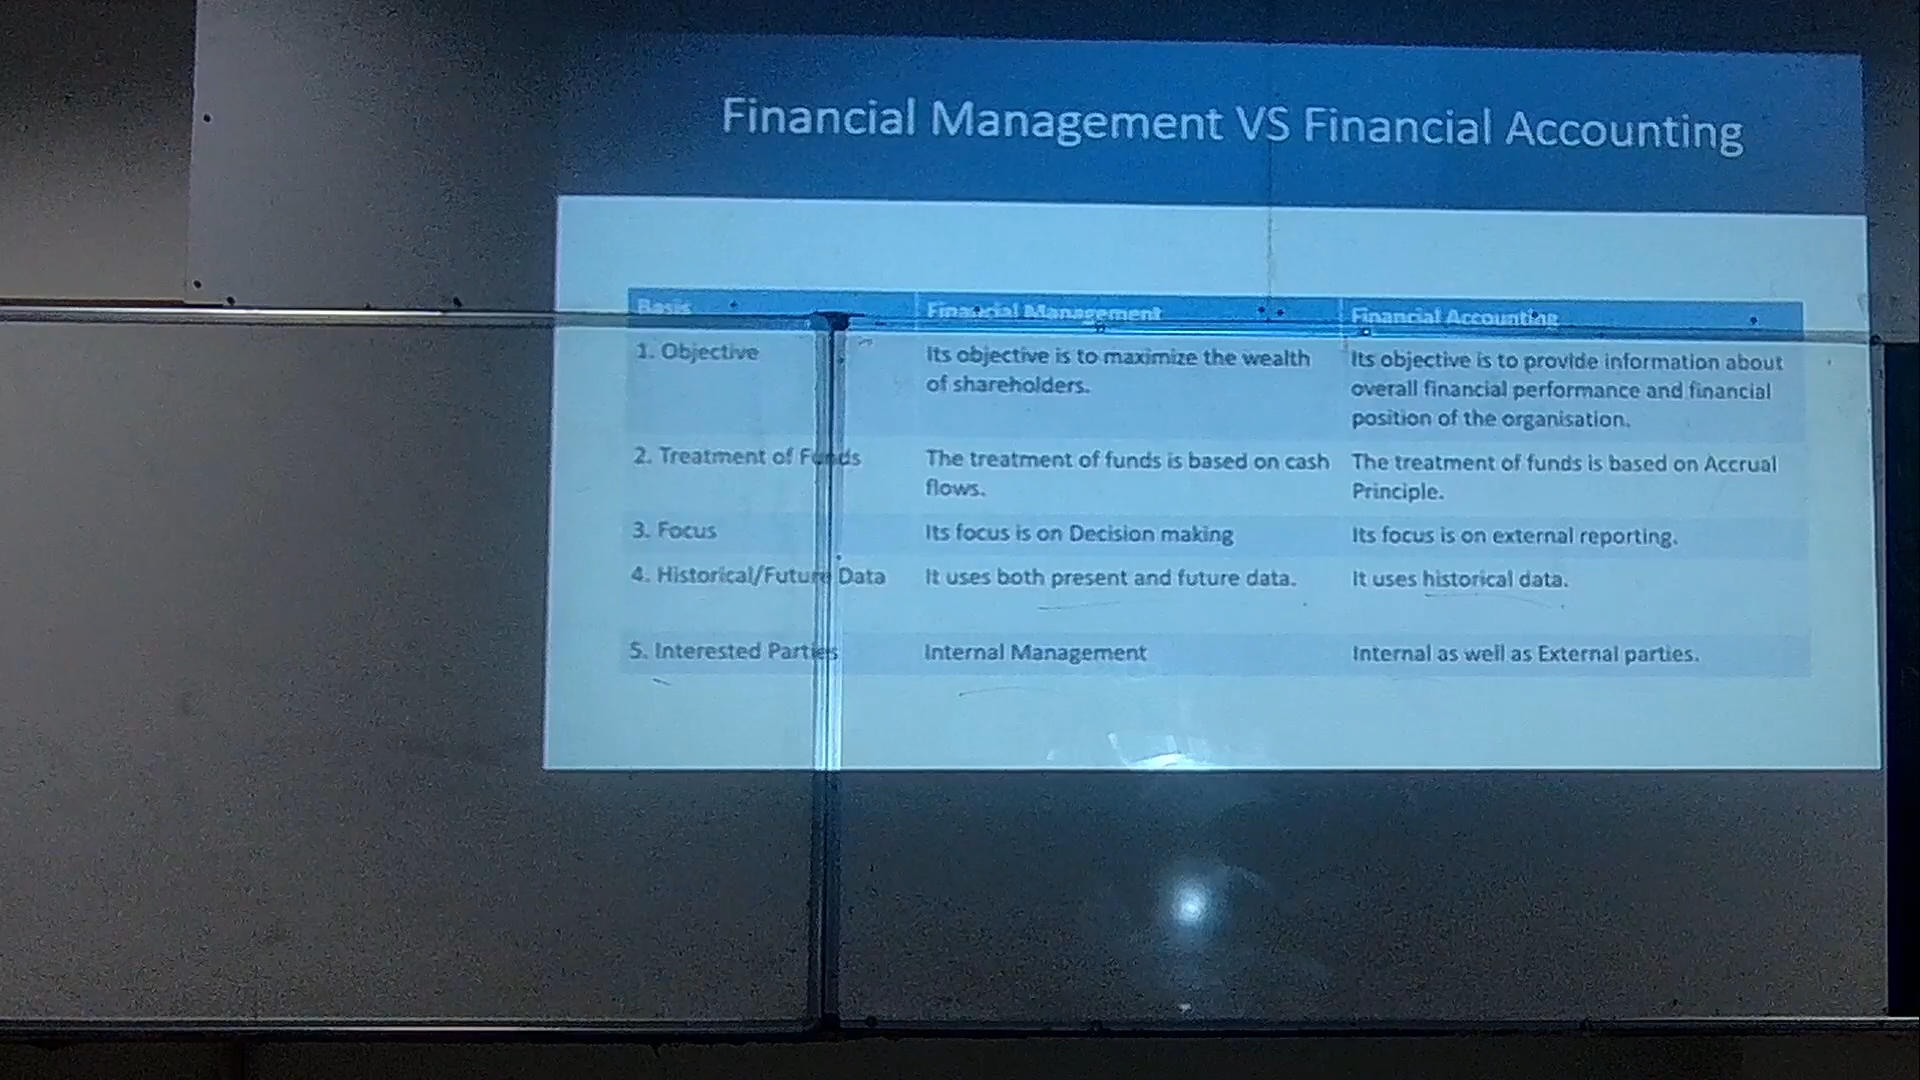 Financial Management VS Financial Accounting
Basis Financial Management Financial Accounting
1. Objective Its objective is to maximize the wealth Its objective is to provide information about
of shareholders. overall financial performance and financial
position of the organisation.
2. Treatment of Funds The treatment of funds is based on cash The treatment of funds is based on Accrual
flows. Principle.
3. Focus Its focus is on Decision making Its focus is on external reporting.
4. Historical/Future Data It uses both present and future data. It uses historical data.
5. Interested Parties Internal Management Internal as well as External parties.